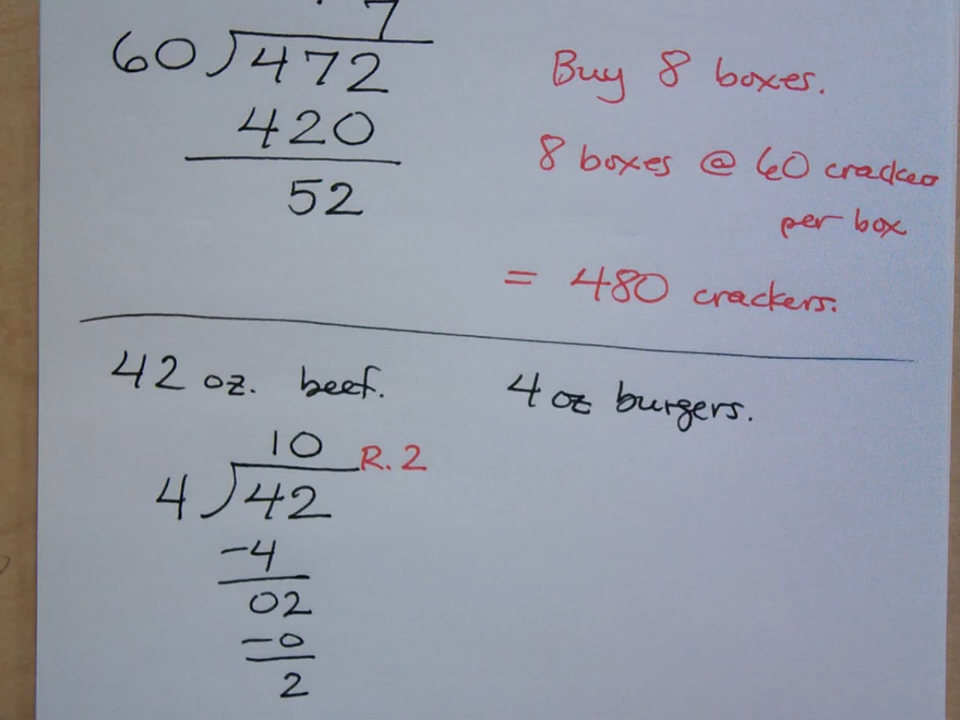 7
60)472
420
52
Buy 8 boxes.
8 boxes @ 60 crackers
per box
= 480 crackers.
42 oz. beef.
4 oz burgers.
10 R. 2
4)42
-4
02
-0
2